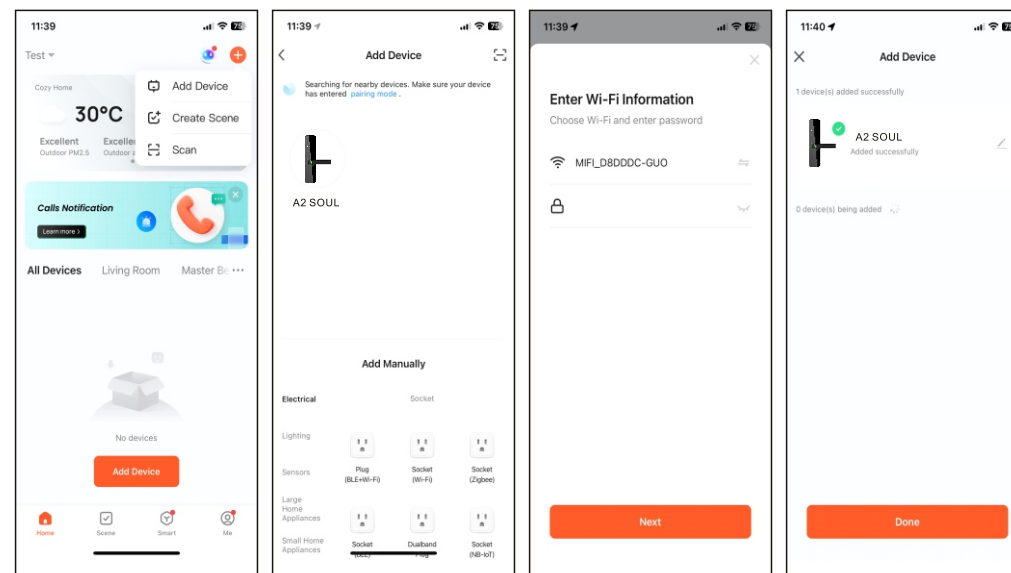 11:39
Test
Add Device
Create Scene
Scan
Cozy Home
30°C
Excellent
Outdoor PM2.5
Outdoor
Calls Notification
Learn more >
All Devices Living Room Master
No devices
Add Device
Home Scene Smart Me
11:39
Add Device
Searching for nearby devices. Make sure your device
has entered pairing mode .
A2 SOUL
Add Manually
Electrical
Socket
Lighting
Sensors
Large
Home
Appliances
Small Home
Appliances
Plug
(BLE+Wi-Fi)
Socket
(Wi-Fi)
Socket
(Zigbee)
Socket
Dualband
Socket
(NB-IoT)
11:39
Enter Wi-Fi Information
Choose Wi-Fi and enter password
MIFI_D8DDDC-GUO
Next
11:40
Add Device
1 device(s) added successfully
A2 SOUL
Added successfully
0 device(s) being added
Done